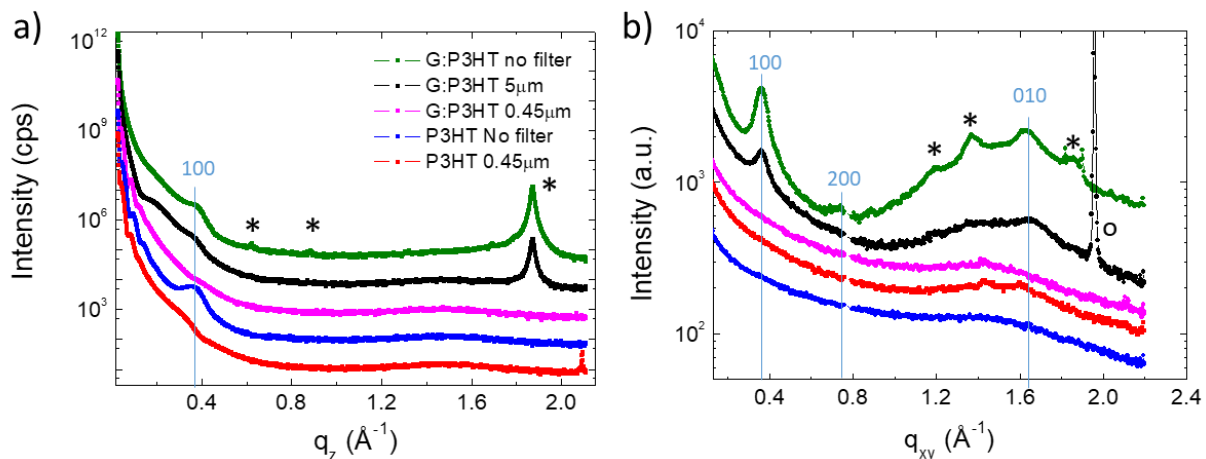 a)
Intensity (cps)
10¹²
10⁹
10⁶
10³
G:P3HT no filter
G:P3HT 5μm
G:P3HT 0.45μm
P3HT No filter
P3HT 0.45μm
100
*
*
*
0.4
0.8
1.2
1.6
2.0
q_z (Å⁻¹)
b)
Intensity (a.u.)
10⁴
10³
10²
100
200
*
*
010
*
o
0.4
0.8
1.2
1.6
2.0
2.4
q_xy (Å⁻¹)